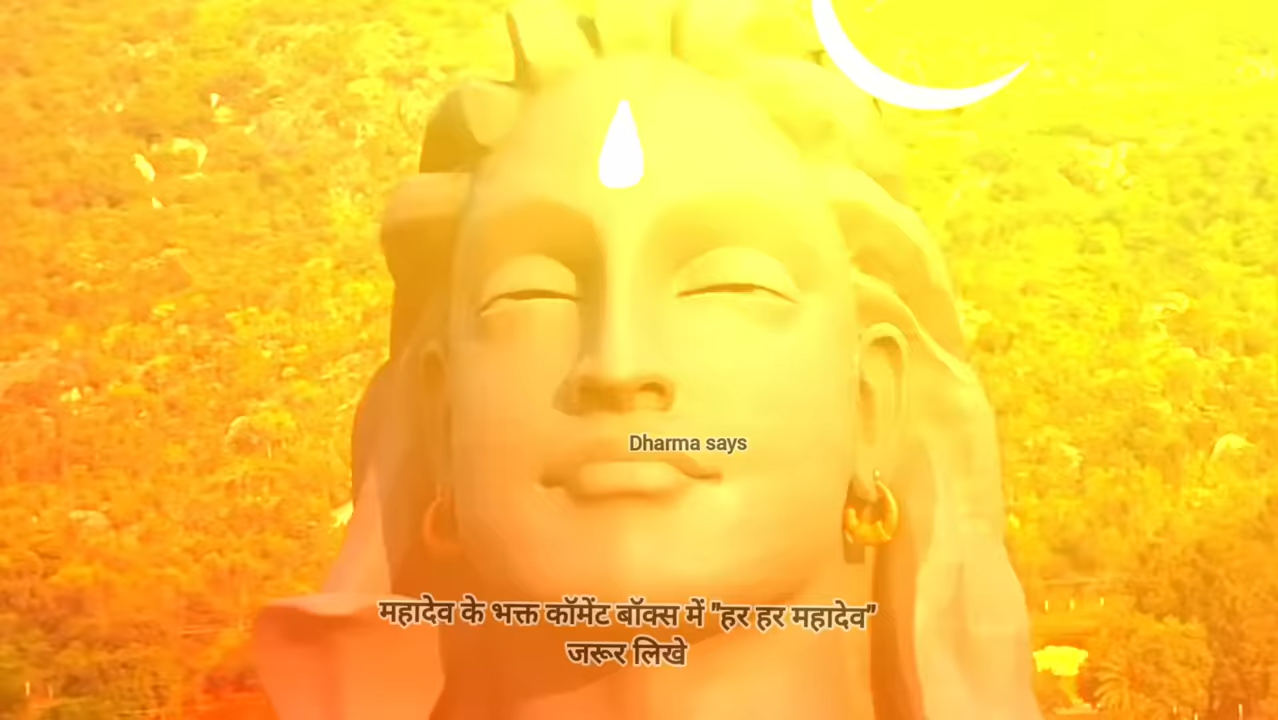 Dharma says
महादेव के भक्त कॉमेंट बॉक्स में "हर हर महादेव"
जरूर लिखे